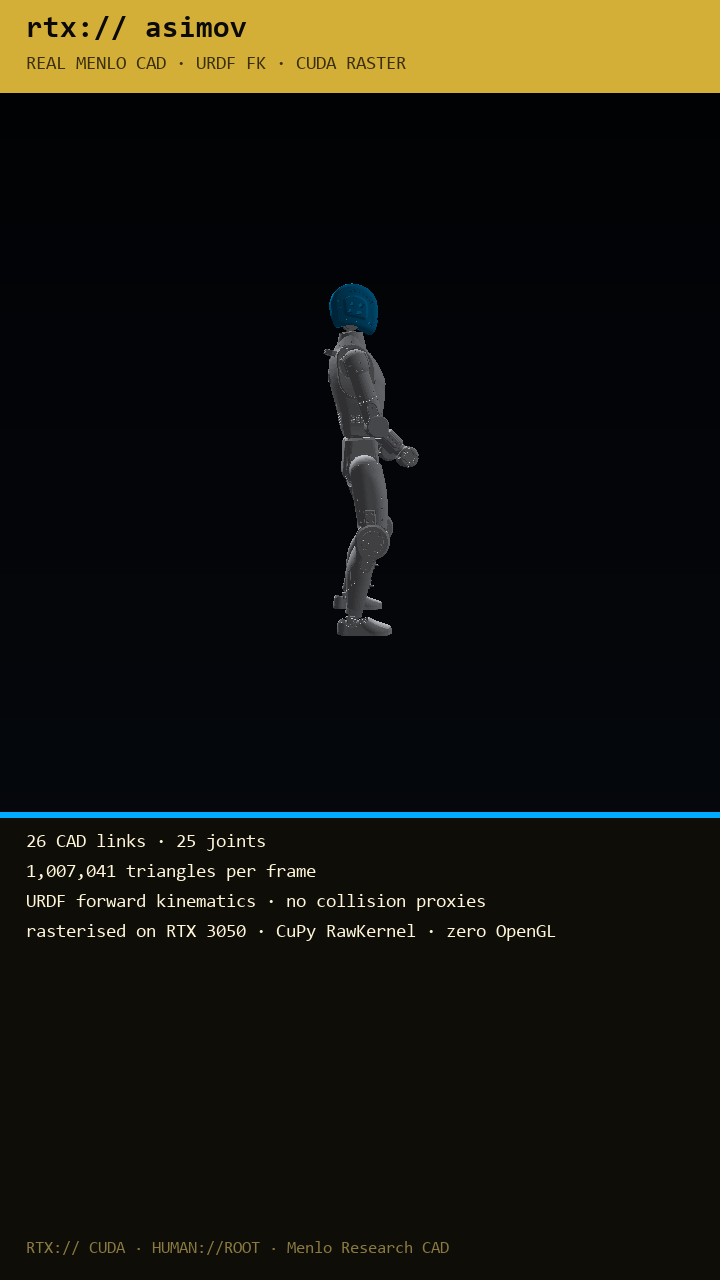 rtx:// asimov
REAL MENLO CAD · URDF FK · CUDA RASTER
26 CAD links · 25 joints
1,007,041 triangles per frame
URDF forward kinematics · no collision proxies
rasterised on RTX 3050 · CuPy RawKernel · zero OpenGL
RTX:// CUDA · HUMAN://ROOT · Menlo Research CAD